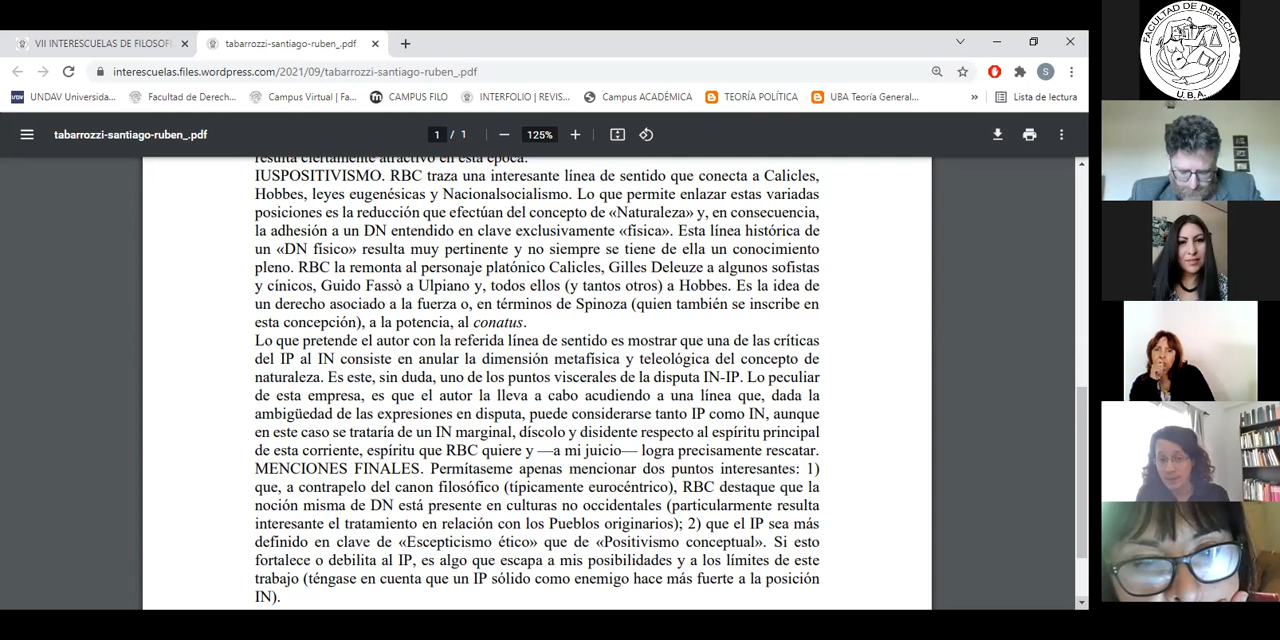 VII INTERESCUELAS DE FILOSOFI
tabarrozzi-santiago-ruben_.pdf
interescuelas.files.wordpress.com/2021/09/tabarrozzi-santiago-ruben_.pdf
S
UNDAV Universida...
Facultad de Derech...
Campus Virtual | Fa...
CAMPUS FILO
INTERFOLIO | REVIS...
Campus ACADÉMICA
TEORÍA POLÍTICA
UBA Teoría General...
»
Lista de lectura
tabarrozzi-santiago-ruben_.pdf
1 / 1
125%
resulta ciertamente atractivo en esta época.
IUSPOSITIVISMO. RBC traza una interesante línea de sentido que conecta a Calicles,
Hobbes, leyes eugenésicas y Nacionalsocialismo. Lo que permite enlazar estas variadas
posiciones es la reducción que efectúan del concepto de «Naturaleza» y, en consecuencia,
la adhesión a un DN entendido en clave exclusivamente «física». Esta línea histórica de
un «DN físico» resulta muy pertinente y no siempre se tiene de ella un conocimiento
pleno. RBC la remonta al personaje platónico Calicles, Gilles Deleuze a algunos sofistas
y cínicos, Guido Fassò a Ulpiano y, todos ellos (y tantos otros) a Hobbes. Es la idea de
un derecho asociado a la fuerza o, en términos de Spinoza (quien también se inscribe en
esta concepción), a la potencia, al conatus.
Lo que pretende el autor con la referida línea de sentido es mostrar que una de las críticas
del IP al IN consiste en anular la dimensión metafísica y teleológica del concepto de
naturaleza. Es este, sin duda, uno de los puntos viscerales de la disputa IN-IP. Lo peculiar
de esta empresa, es que el autor la lleva a cabo acudiendo a una línea que, dada la
ambigüedad de las expresiones en disputa, puede considerarse tanto IP como IN, aunque
en este caso se trataría de un IN marginal, díscolo y disidente respecto al espíritu principal
de esta corriente, espíritu que RBC quiere y —a mi juicio— logra precisamente rescatar.
MENCIONES FINALES. Permítaseme apenas mencionar dos puntos interesantes: 1)
que, a contrapelo del canon filosófico (típicamente eurocéntrico), RBC destaque que la
noción misma de DN está presente en culturas no occidentales (particularmente resulta
interesante el tratamiento en relación con los Pueblos originarios); 2) que el IP sea más
definido en clave de «Escepticismo ético» que de «Positivismo conceptual». Si esto
fortalece o debilita al IP, es algo que escapa a mis posibilidades y a los límites de este
trabajo (téngase en cuenta que un IP sólido como enemigo hace más fuerte a la posición
IN).
FACULTAD DE DERECHO
U.B.A.